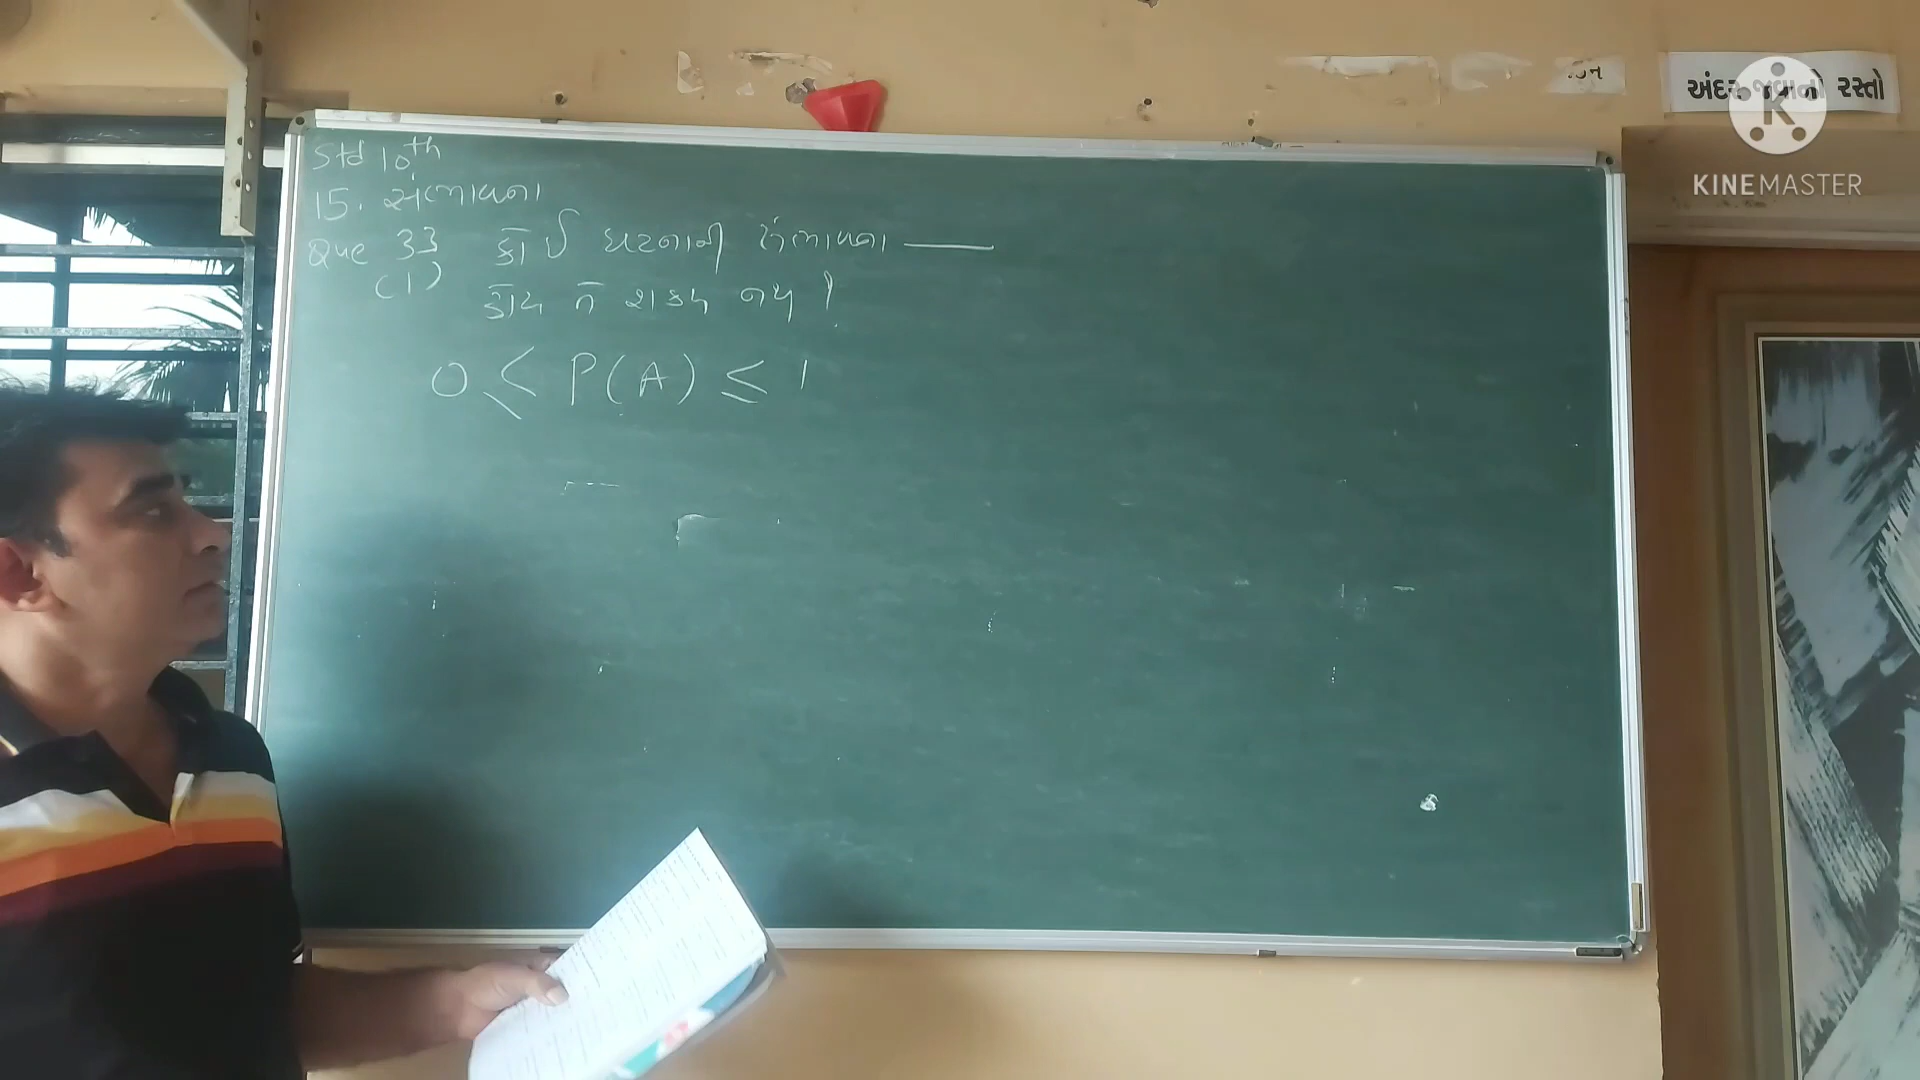 અંદર જવાનો રસ્તો
KINEMASTER
Std 10th
15. સંભાવના
Que 33 કોઈ ઘટનાની સંભાવના ———
(1) હોય તે શક્ય નથી
0 ≤ P(A) ≤ 1